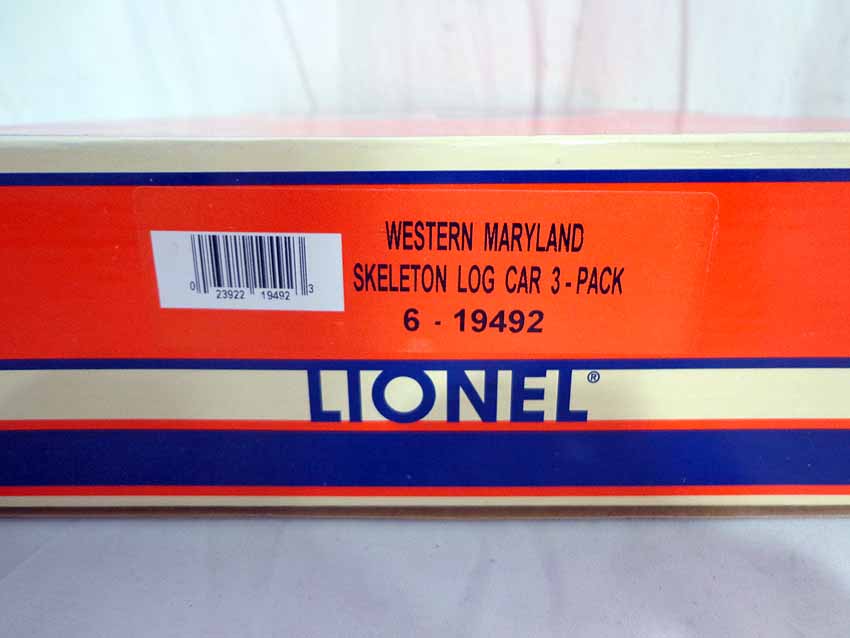 WESTERN MARYLAND
SKELETON LOG CAR 3-PACK
6 - 19492
0 23922 19492 3
LIONEL®